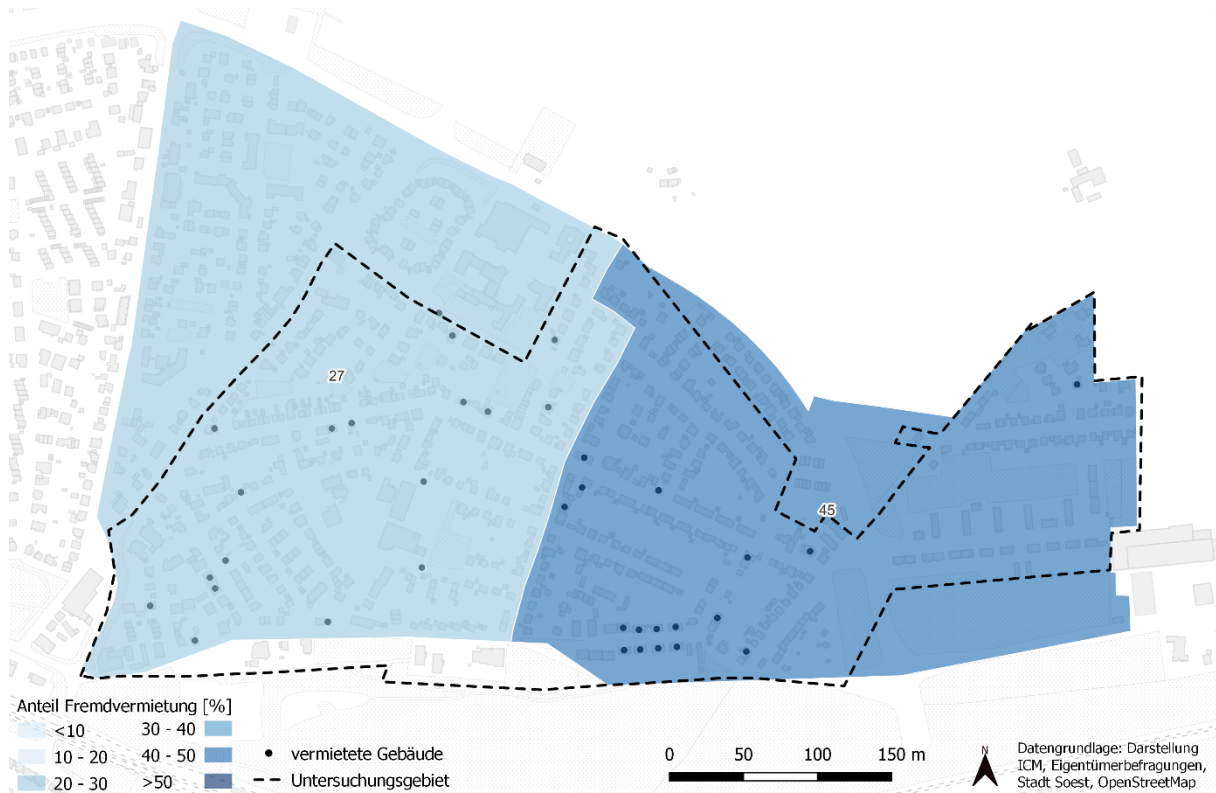 27
45
Anteil Fremdvermietung [%]
<10
30 - 40
10 - 20
40 - 50
20 - 30
>50
vermietete Gebäude
Untersuchungsgebiet
0 50 100 150 m
N
Datengrundlage: Darstellung
ICM, Eigentümerbefragungen,
Stadt Soest, OpenStreetMap